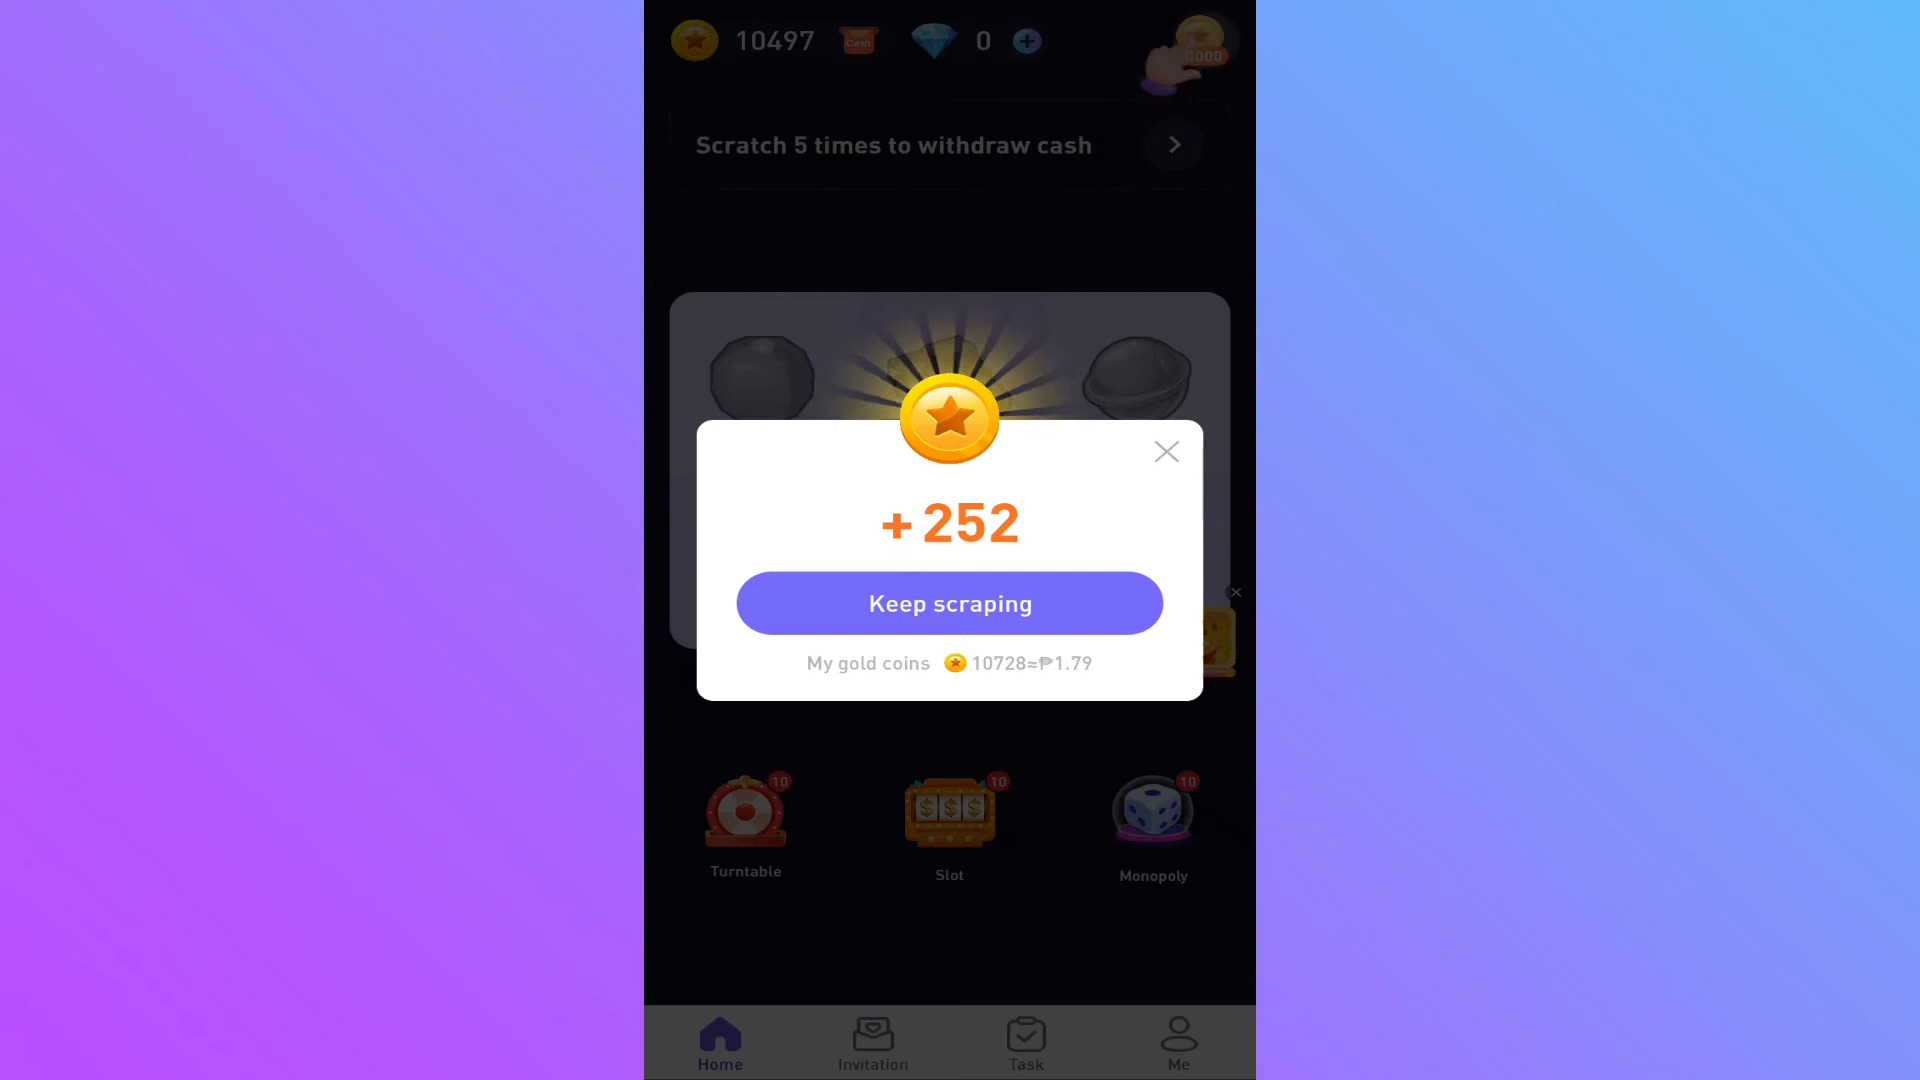 10497 Cash 0
0000
Scratch 5 times to withdraw cash
+ 252
Keep scraping
My gold coins 10728≈₱1.79
10 10 10
$ $ $
Turntable Slot Monopoly
Home Invitation Task Me